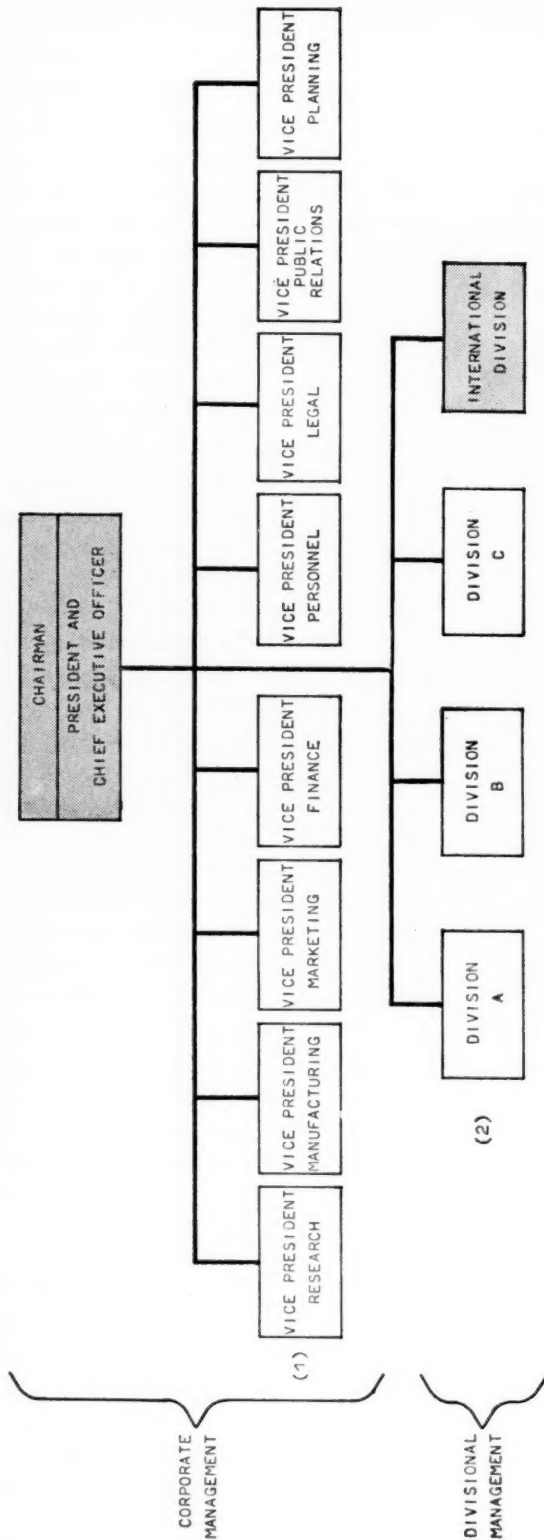 CHAIRMAN
PRESIDENT AND
CHIEF EXECUTIVE OFFICER
CORPORATE
MANAGEMENT
(1)
VICE PRESIDENT
RESEARCH
VICE PRESIDENT
MANUFACTURING
VICE PRESIDENT
MARKETING
VICE PRESIDENT
FINANCE
VICE PRESIDENT
PERSONNEL
VICE PRESIDENT
LEGAL
VICE PRESIDENT
PUBLIC
RELATIONS
VICE PRESIDENT
PLANNING
DIVISIONAL
MANAGEMENT
(2)
DIVISION
A
DIVISION
B
DIVISION
C
INTERNATIONAL
DIVISION